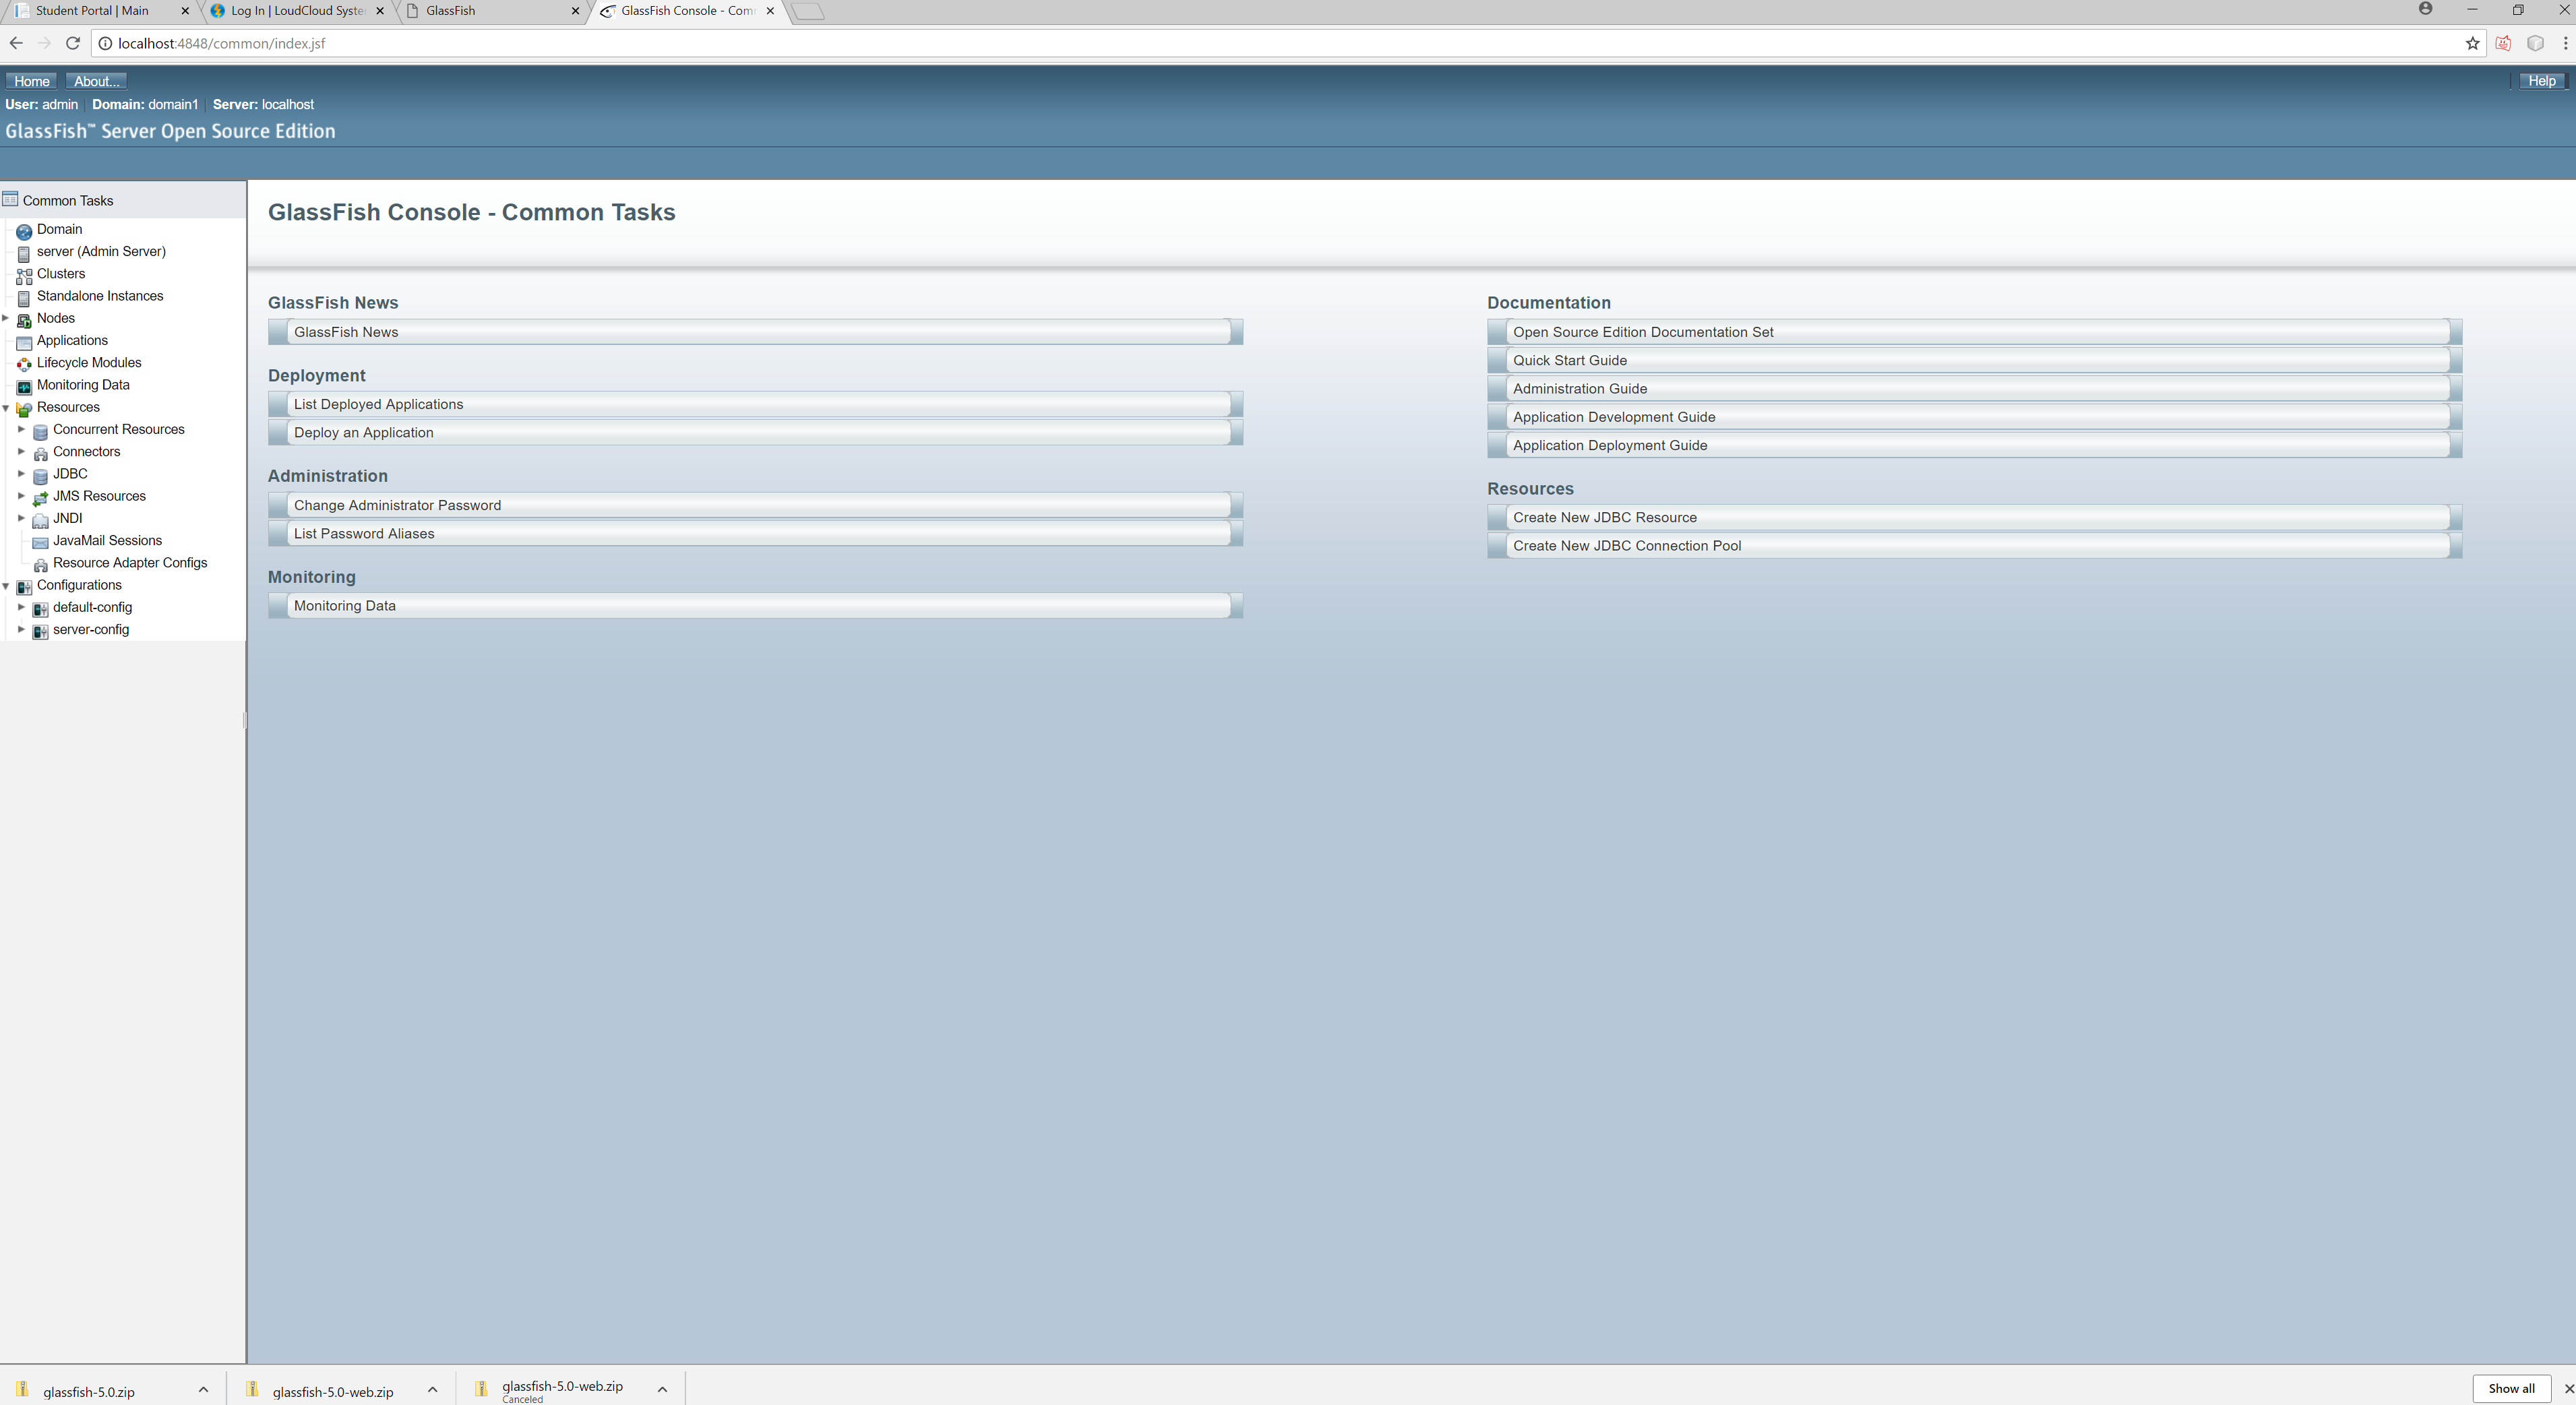 Student Portal | Main
Log In | LoudCloud Syste
GlassFish
GlassFish Console - Com
localhost:4848/common/index.jsf
Home About... Help
User: admin Domain: domain1 Server: localhost
GlassFish™ Server Open Source Edition
Common Tasks
Domain
server (Admin Server)
Clusters
Standalone Instances
Nodes
Applications
Lifecycle Modules
Monitoring Data
Resources
Concurrent Resources
Connectors
JDBC
JMS Resources
JNDI
JavaMail Sessions
Resource Adapter Configs
Configurations
default-config
server-config
GlassFish Console - Common Tasks
GlassFish News
GlassFish News
Deployment
List Deployed Applications
Deploy an Application
Administration
Change Administrator Password
List Password Aliases
Monitoring
Monitoring Data
Documentation
Open Source Edition Documentation Set
Quick Start Guide
Administration Guide
Application Development Guide
Application Deployment Guide
Resources
Create New JDBC Resource
Create New JDBC Connection Pool
glassfish-5.0.zip
glassfish-5.0-web.zip
glassfish-5.0-web.zip
Canceled
Show all